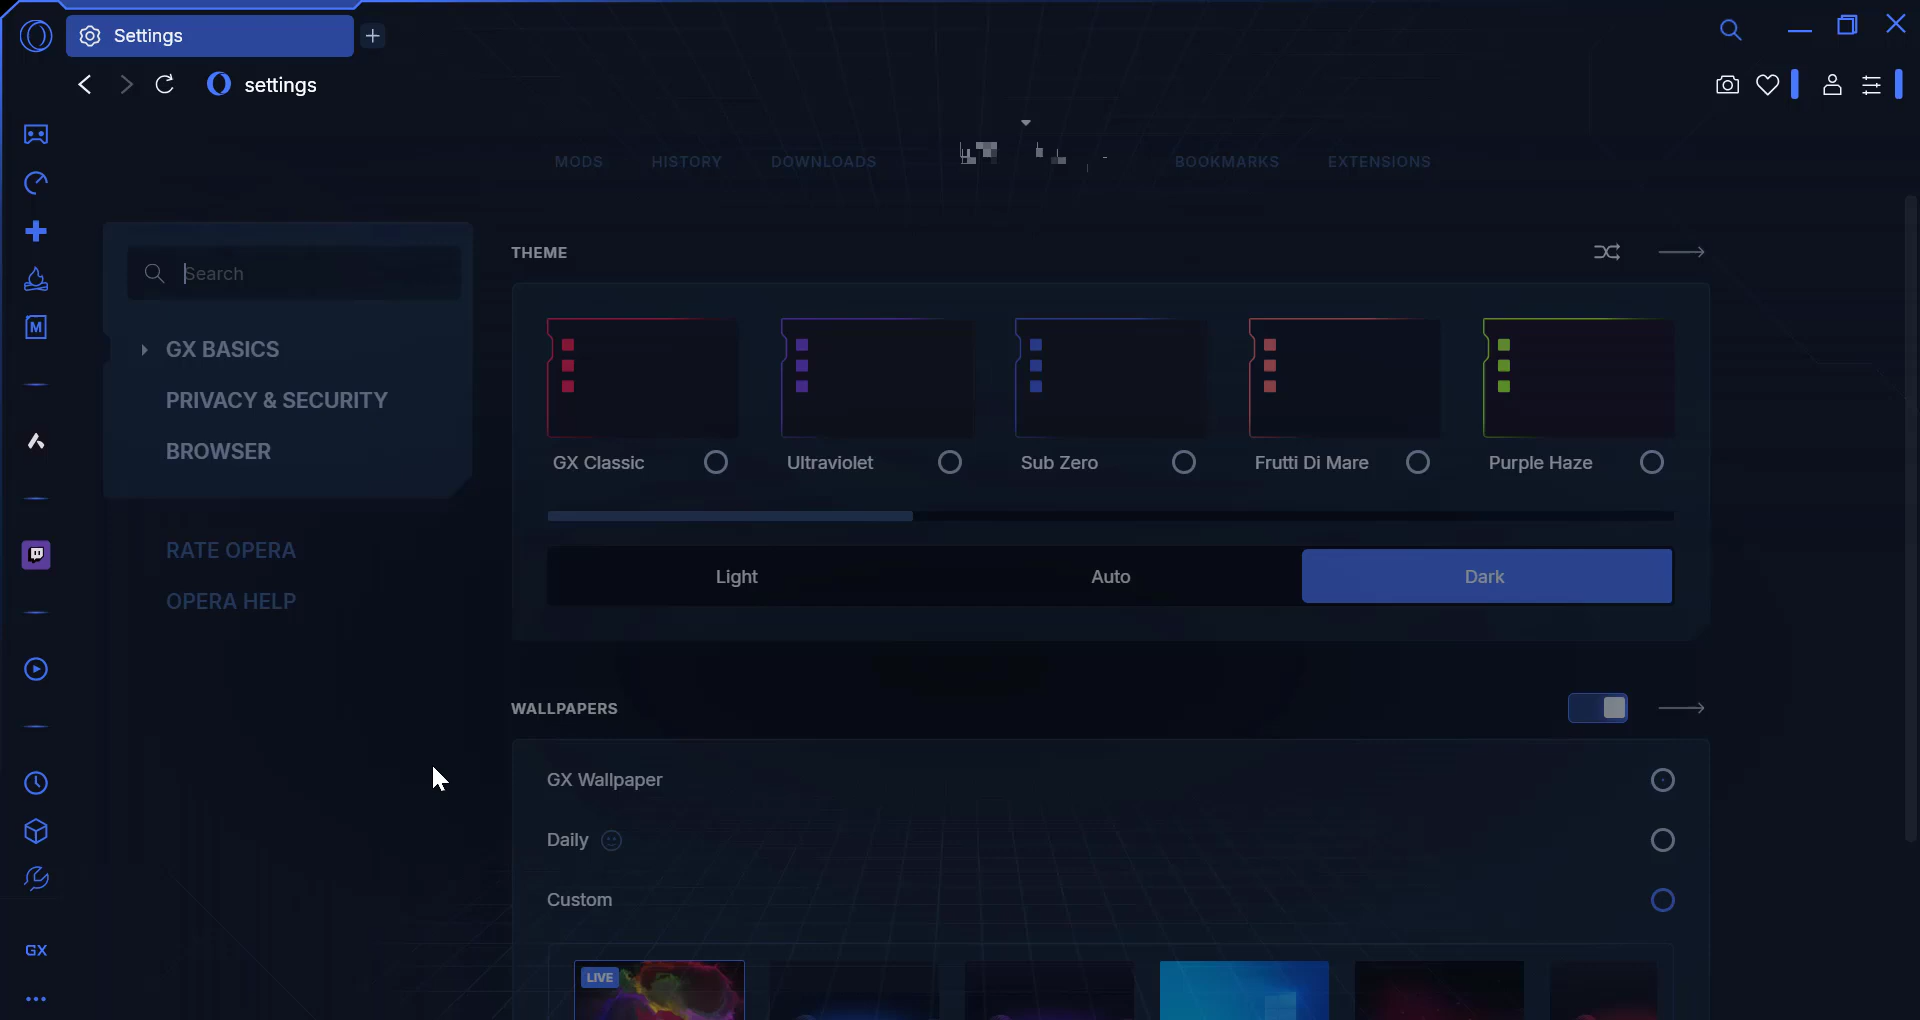 Settings
settings
MODS HISTORY DOWNLOADS BOOKMARKS EXTENSIONS
Search
GX BASICS
PRIVACY & SECURITY
BROWSER
RATE OPERA
OPERA HELP
THEME
GX Classic Ultraviolet Sub Zero Frutti Di Mare Purple Haze
Light Auto Dark
WALLPAPERS
GX Wallpaper
Daily
Custom
LIVE
M
GX